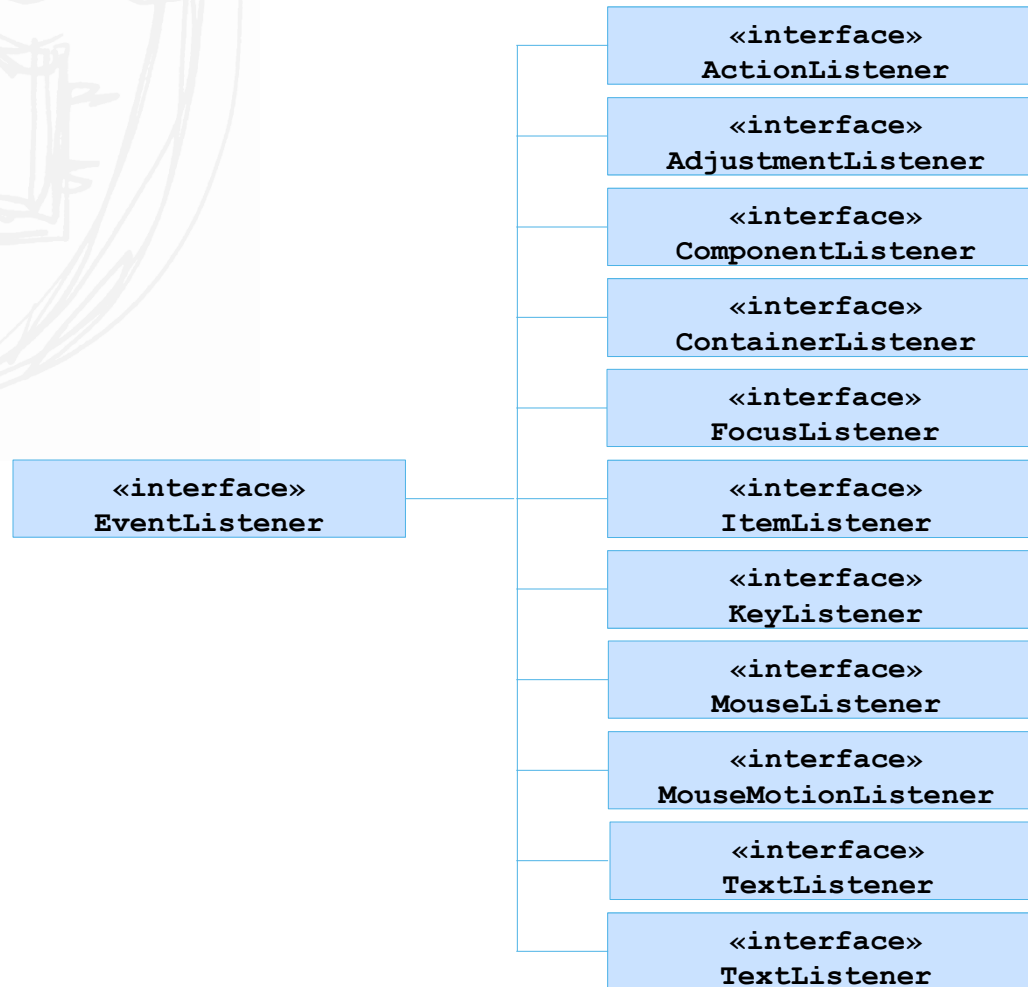 «interface»
ActionListener
«interface»
AdjustmentListener
«interface»
ComponentListener
«interface»
ContainerListener
«interface»
FocusListener
«interface»
EventListener
«interface»
ItemListener
«interface»
KeyListener
«interface»
MouseListener
«interface»
MouseMotionListener
«interface»
TextListener
«interface»
TextListener